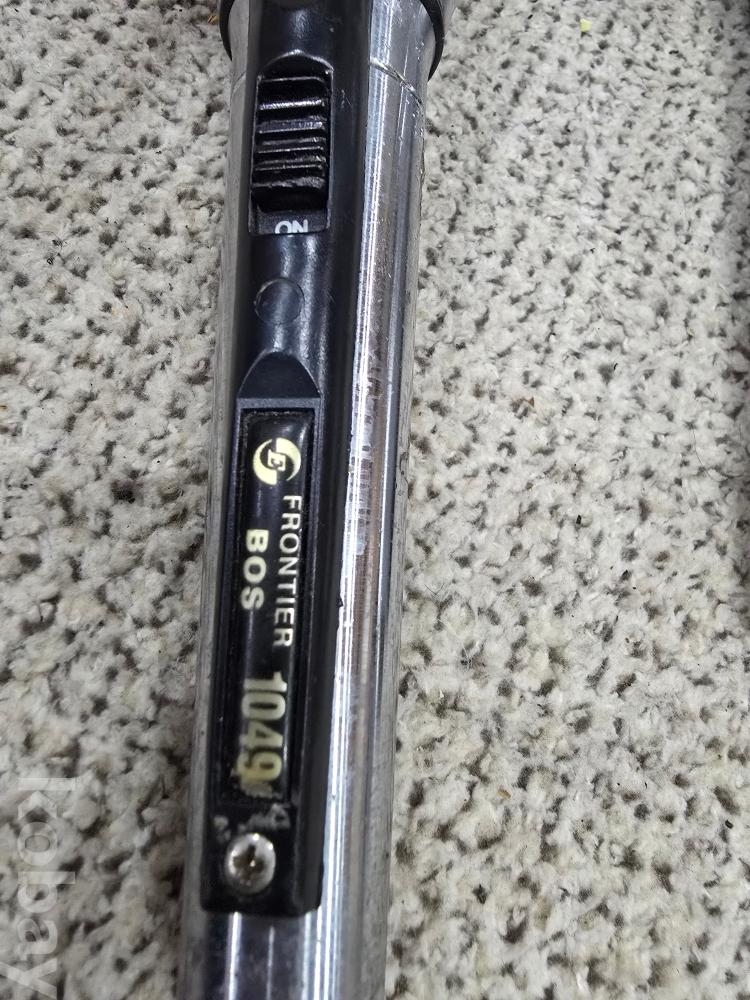 ON
E
FRONTIER
BOS
1049
kobay